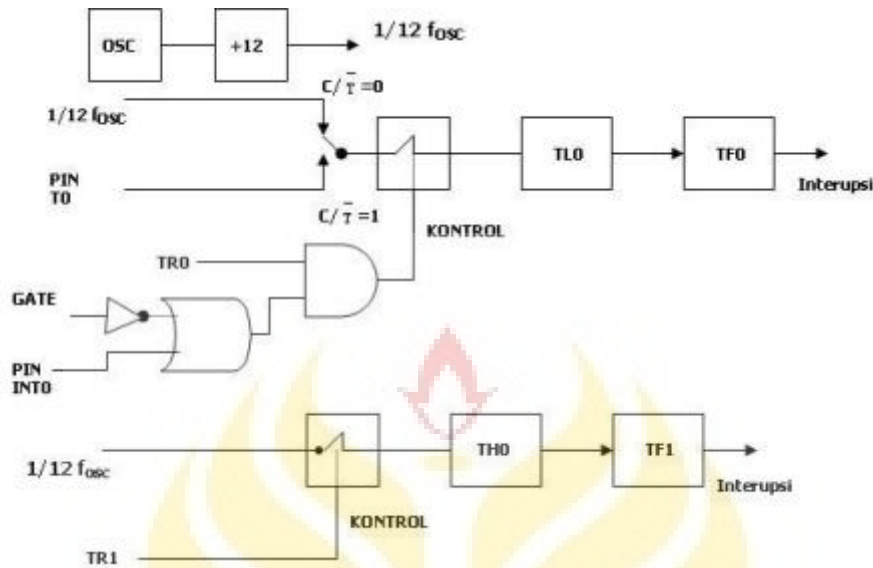 OSC
+12
1/12 fOSC
C/T̅=0
1/12 fOSC
TL0
TF0
PIN
T0
Interupsi
C/T̅=1
KONTROL
TR0
GATE
PIN
INT0
TH0
TF1
1/12 fOSC
Interupsi
KONTROL
TR1